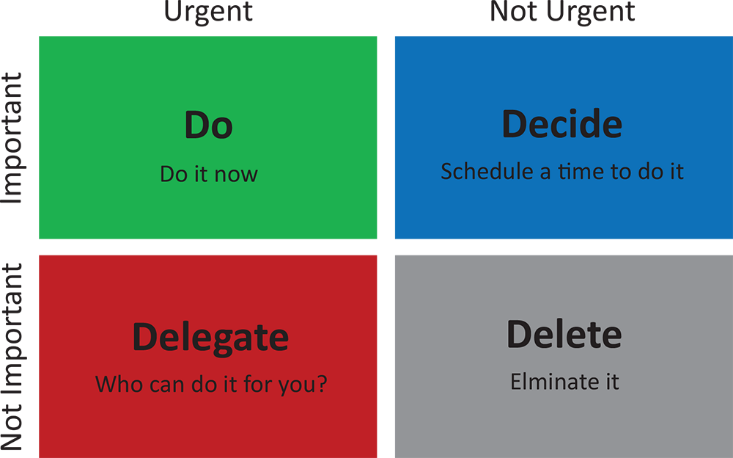 Urgent
Not Urgent
Important
Do
Do it now
Decide
Schedule a time to do it
Not Important
Delegate
Who can do it for you?
Delete
Elminate it